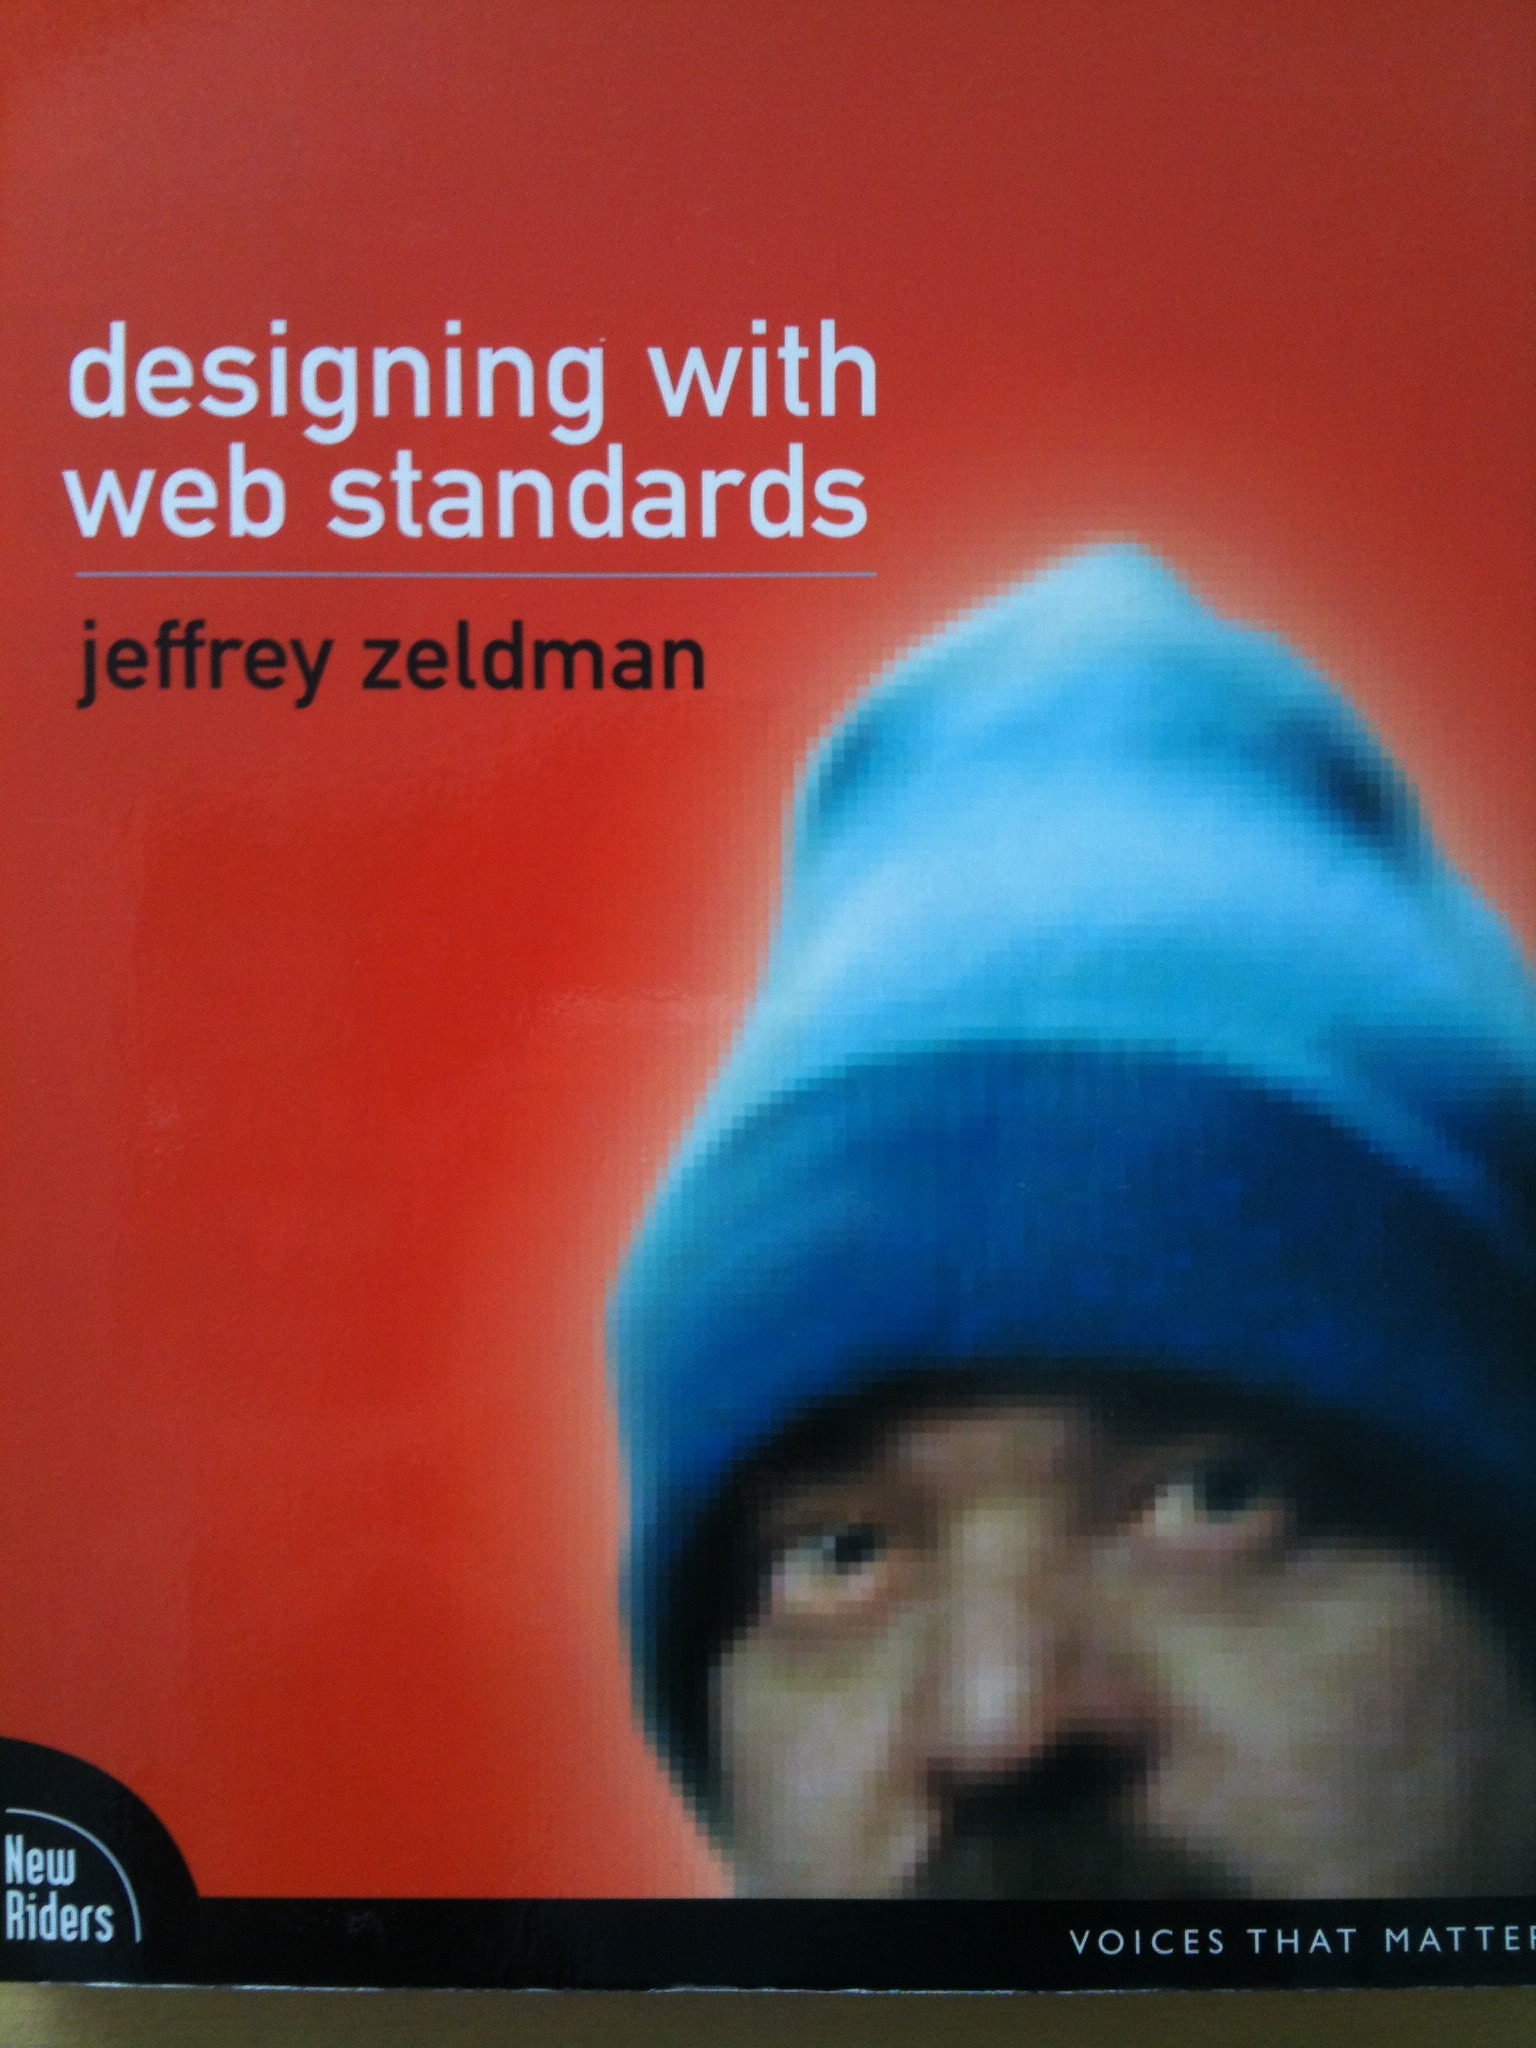 designing with
web standards
jeffrey zeldman
New
Riders
VOICES THAT MATTER